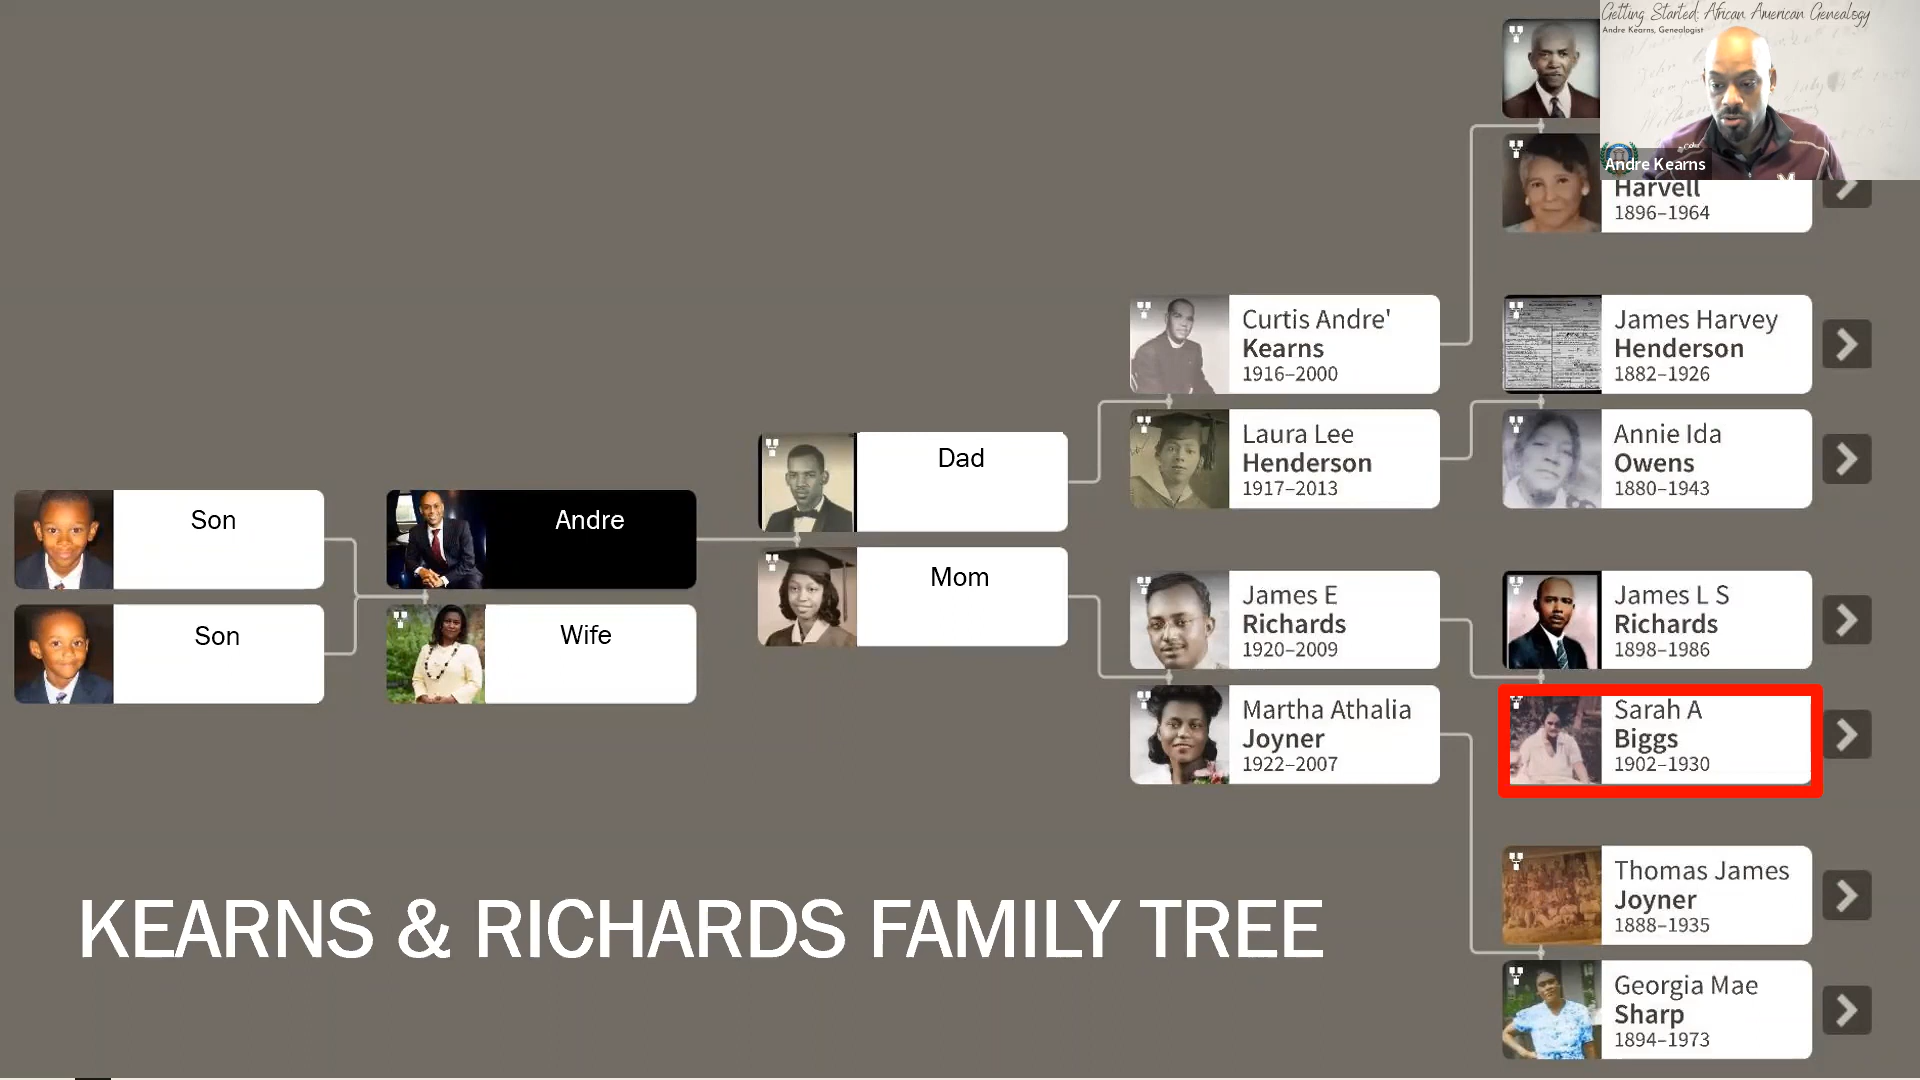 Getting Started: African American Genealogy
Andre Kearns, Genealogist
Andre Kearns
Harvell
1896–1964
Curtis Andre'
Kearns
1916–2000
James Harvey
Henderson
1882–1926
Laura Lee
Henderson
1917–2013
Annie Ida
Owens
1880–1943
Dad
Son
Andre
Mom
Son
Wife
James E
Richards
1920–2009
James L S
Richards
1898–1986
Martha Athalia
Joyner
1922–2007
Sarah A
Biggs
1902–1930
Thomas James
Joyner
1888–1935
Georgia Mae
Sharp
1894–1973
KEARNS & RICHARDS FAMILY TREE